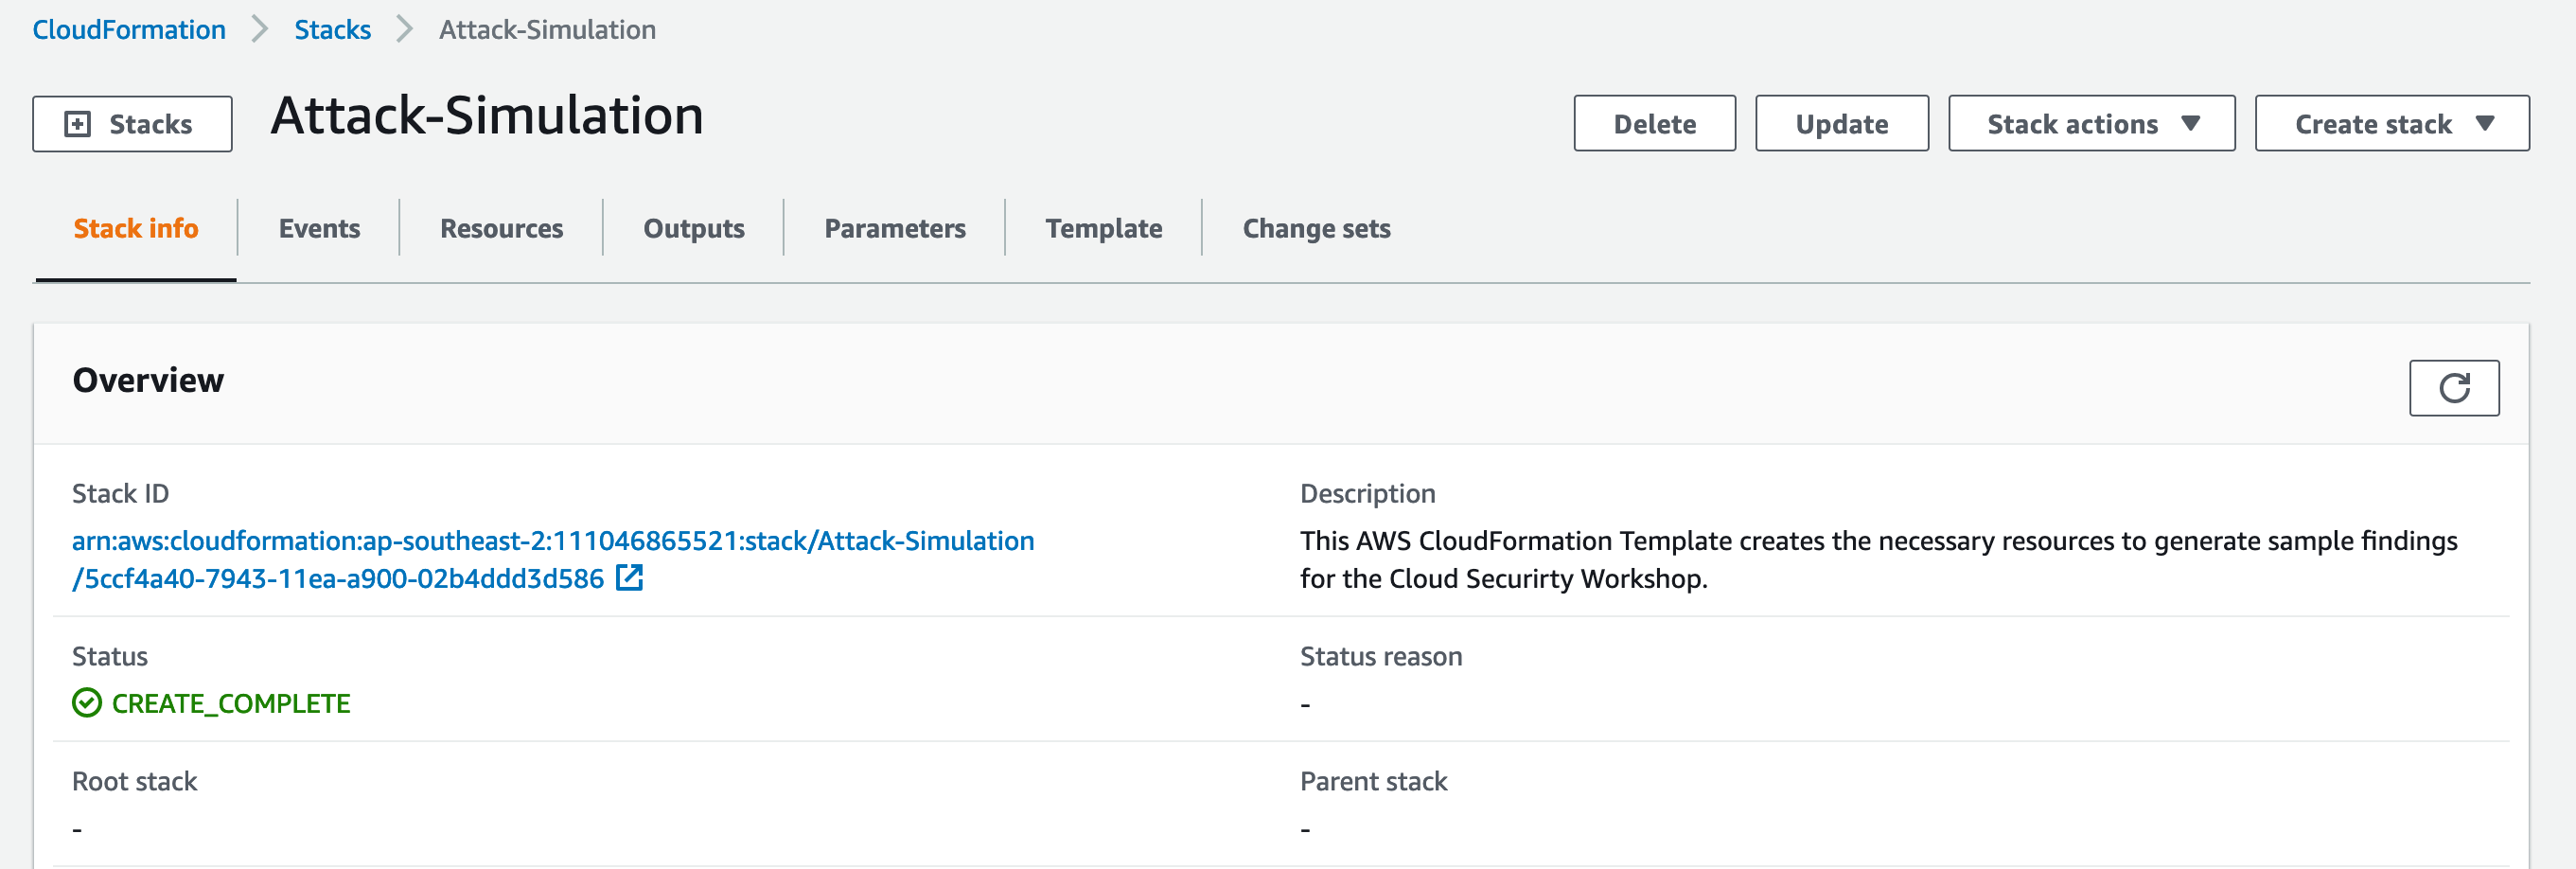 CloudFormation Stacks Attack-Simulation
Stacks Attack-Simulation Delete Update Stack actions Create stack
Stack info Events Resources Outputs Parameters Template Change sets
Overview
Stack ID
arn:aws:cloudformation:ap-southeast-2:111046865521:stack/Attack-Simulation
/5ccf4a40-7943-11ea-a900-02b4ddd3d586
Description
This AWS CloudFormation Template creates the necessary resources to generate sample findings
for the Cloud Securirty Workshop.
Status
CREATE_COMPLETE
Status reason
-
Root stack
-
Parent stack
-